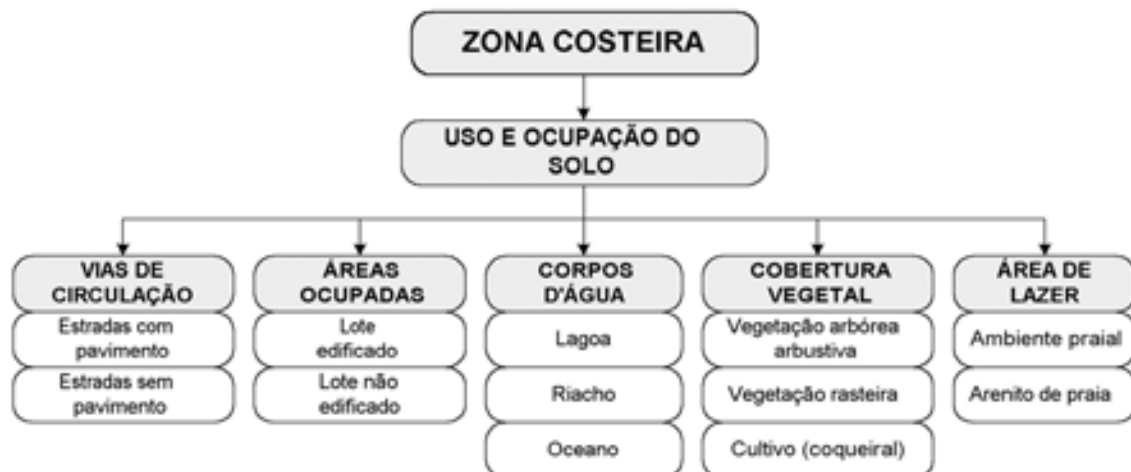 ZONA COSTEIRA
USO E OCUPAÇÃO DO
SOLO
VIAS DE
CIRCULAÇÃO
Estradas com
pavimento
Estradas sem
pavimento
ÁREAS
OCUPADAS
Lote
edificado
Lote não
edificado
CORPOS
D'ÁGUA
Lagoa
Riacho
Oceano
COBERTURA
VEGETAL
Vegetação arbórea
arbustiva
Vegetação rasteira
Cultivo (coqueiral)
ÁREA DE
LAZER
Ambiente praial
Arenito de praia